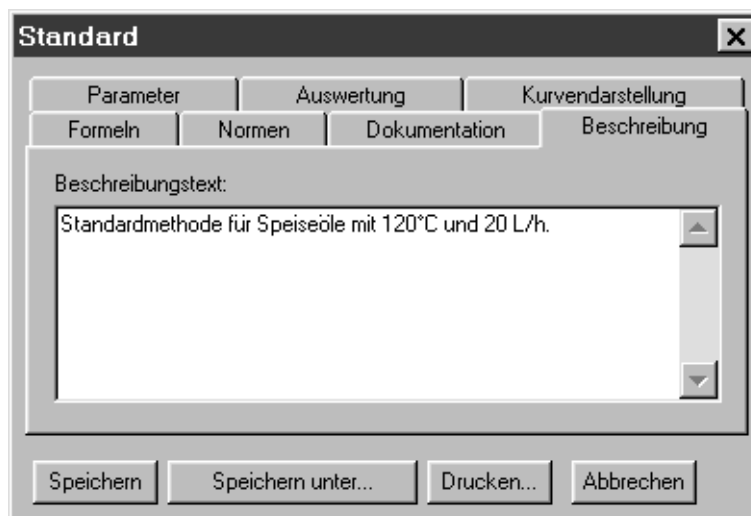 Standard
Parameter Auswertung Kurvendarstellung
Formeln Normen Dokumentation Beschreibung
Beschreibungstext:
Standardmethode für Speiseöle mit 120°C und 20 L/h.
Speichern Speichern unter... Drucken... Abbrechen